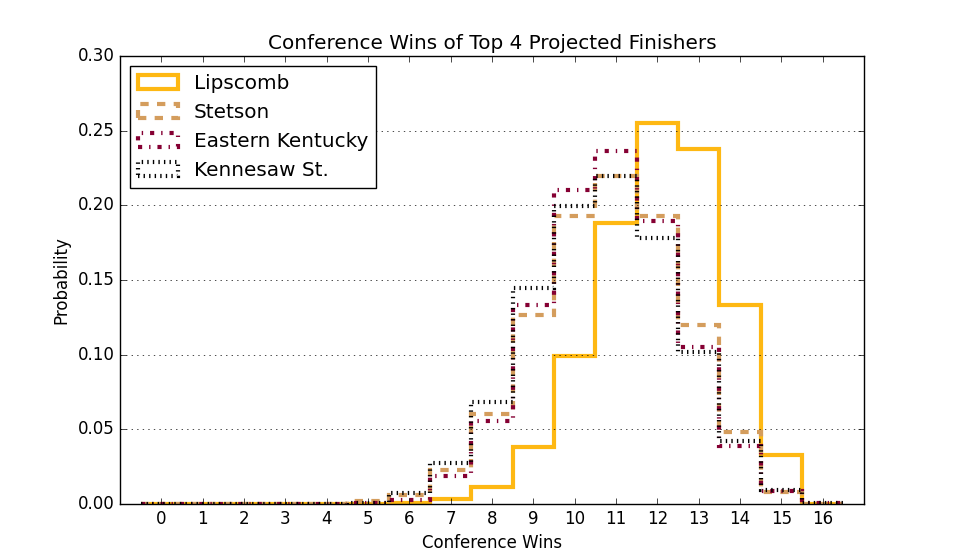 Conference Wins of Top 4 Projected Finishers
0.30
0.25
0.20
0.15
0.10
0.05
0.00
Probability
Lipscomb
Stetson
Eastern Kentucky
Kennesaw St.
0 1 2 3 4 5 6 7 8 9 10 11 12 13 14 15 16
Conference Wins